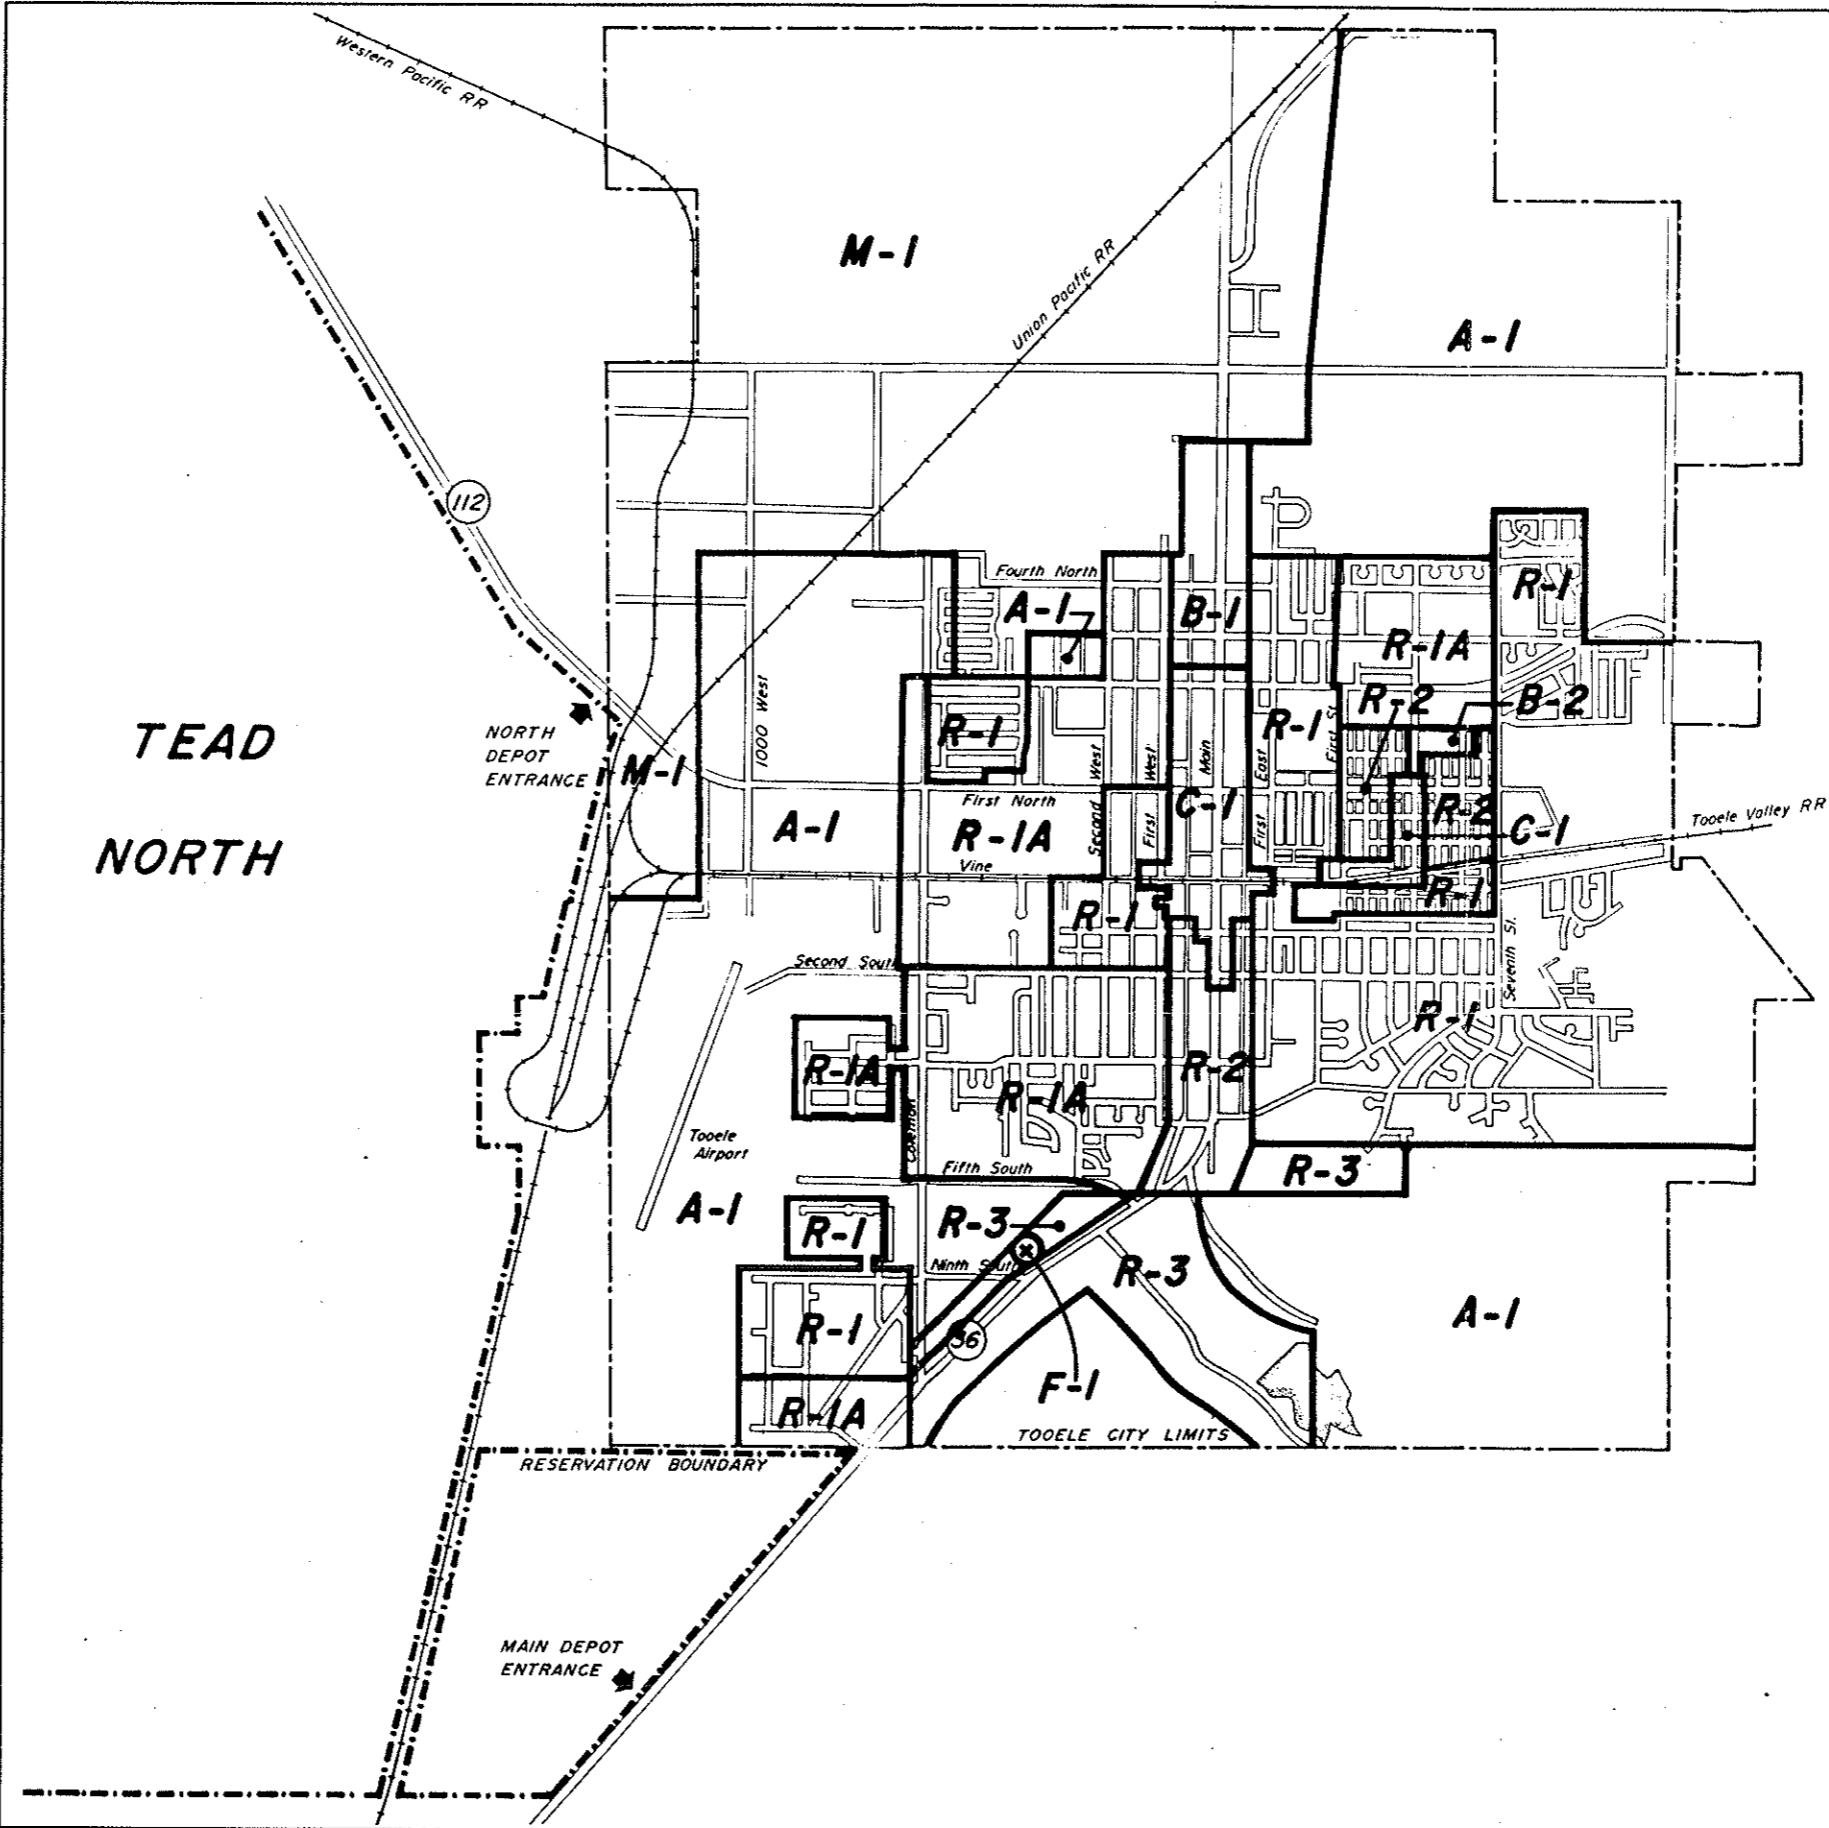 Western Pacific RR
M-1
Union Pacific RR
A-1
112
Fourth North
A-1
B-1
R-1
R-1A
R-2
B-2
TEAD
NORTH
NORTH
DEPOT
ENTRANCE
M-1
1000 West
R-1
West
West
Main
East
R-1
First St.
First North
Second
First
C-1
First
R-2
C-1
Tooele Valley RR
A-1
R-1A
Vine
R-1
R-1
Second South
Seventh St.
R-1
R-1A
R-1A
R-2
Coleman
Tooele
Airport
Fifth South
R-3
A-1
R-1
R-3
Ninth South
R-3
R-1
36
A-1
F-1
R-1A
TOOELE CITY LIMITS
RESERVATION BOUNDARY
MAIN DEPOT
ENTRANCE